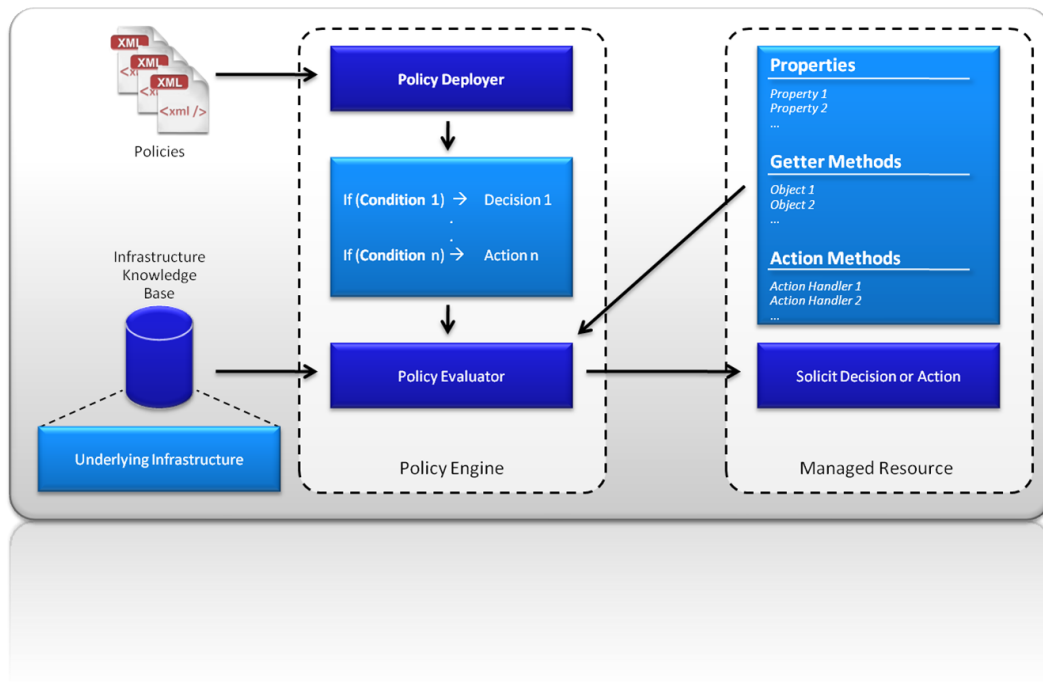 XML
<x
XML
<x
XML
<xml />
Policies
Infrastructure
Knowledge
Base
Underlying Infrastructure
Policy Deployer
If (Condition 1) → Decision 1
.
.
If (Condition n) → Action n
Policy Evaluator
Policy Engine
Properties
Property 1
Property 2
...
Getter Methods
Object 1
Object 2
...
Action Methods
Action Handler 1
Action Handler 2
...
Solicit Decision or Action
Managed Resource